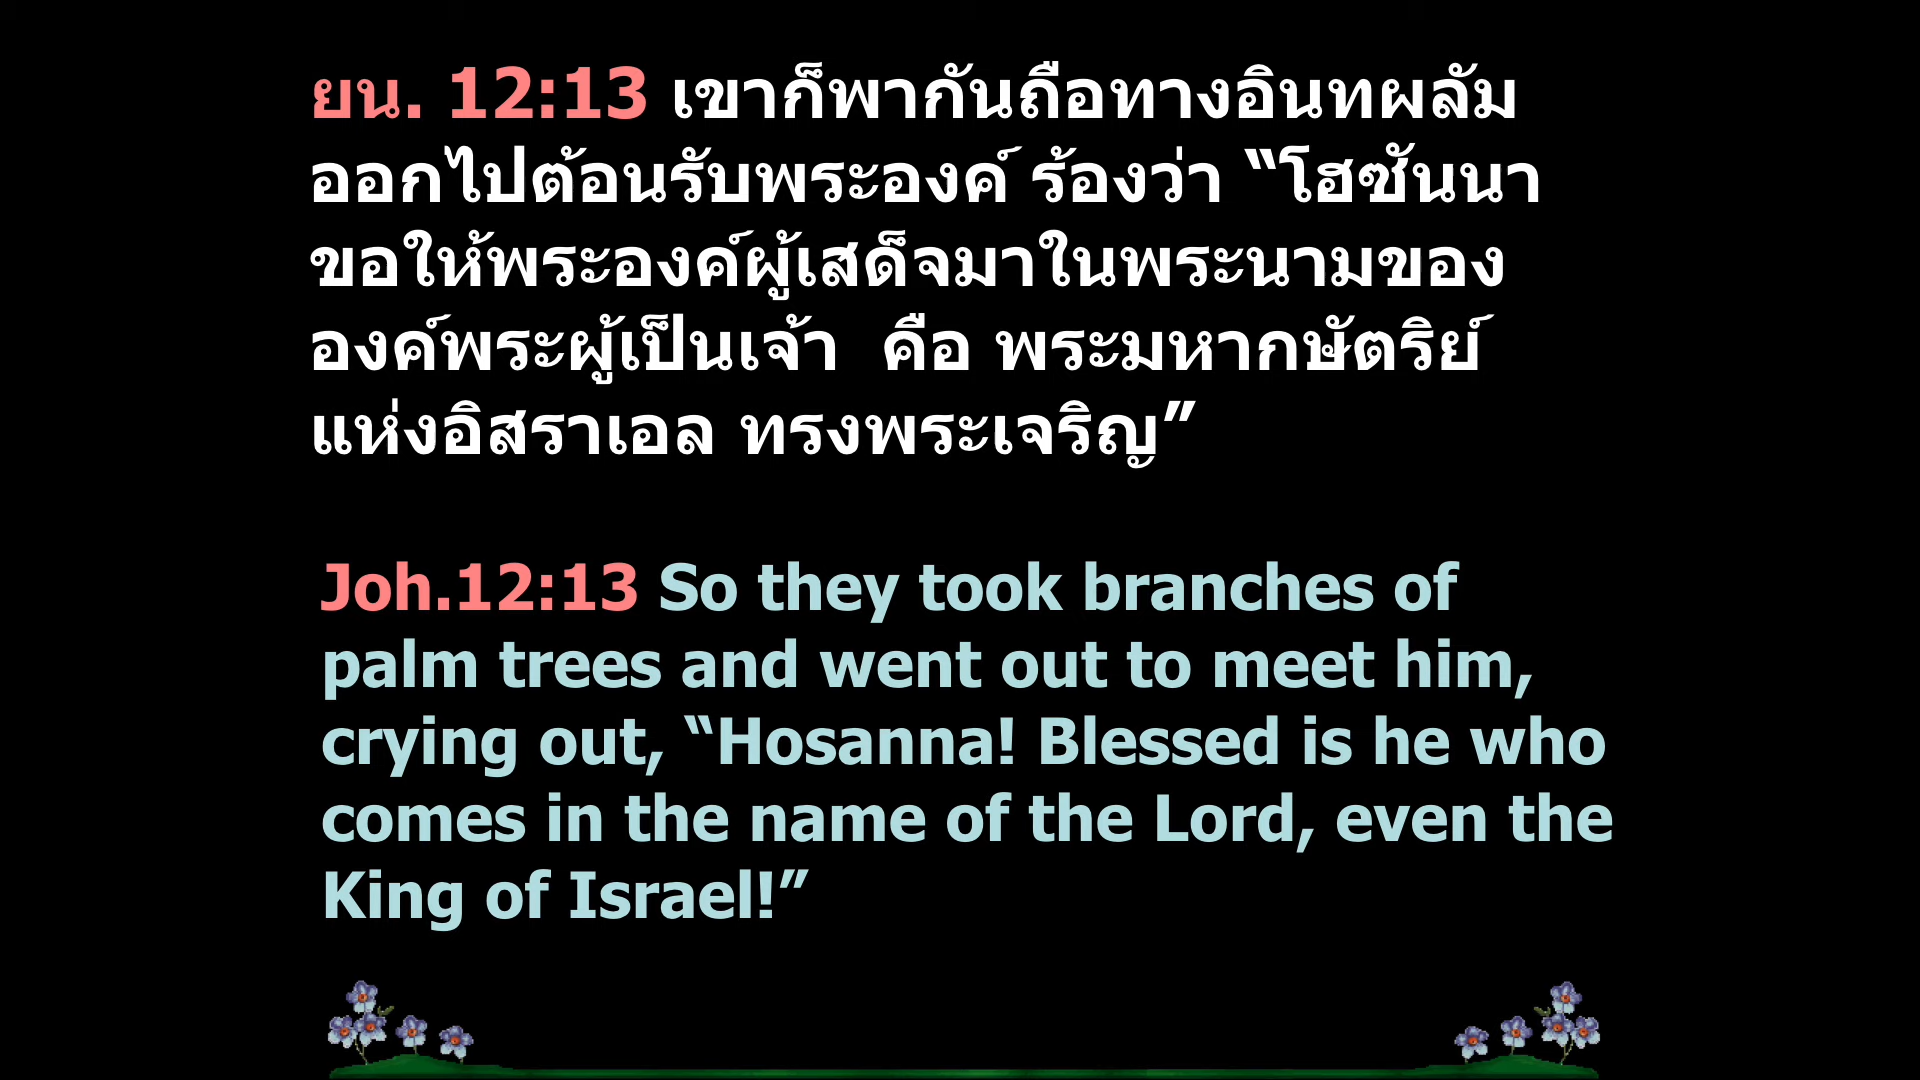 ยน. 12:13 เขาก็พากันถือทางอินทผลัม
ออกไปต้อนรับพระองค์ ร้องว่า “โฮซันนา
ขอให้พระองค์ผู้เสด็จมาในพระนามของ
องค์พระผู้เป็นเจ้า  คือ พระมหากษัตริย์
แห่งอิสราเอล ทรงพระเจริญ”
Joh.12:13 So they took branches of
palm trees and went out to meet him,
crying out, “Hosanna! Blessed is he who
comes in the name of the Lord, even the
King of Israel!”